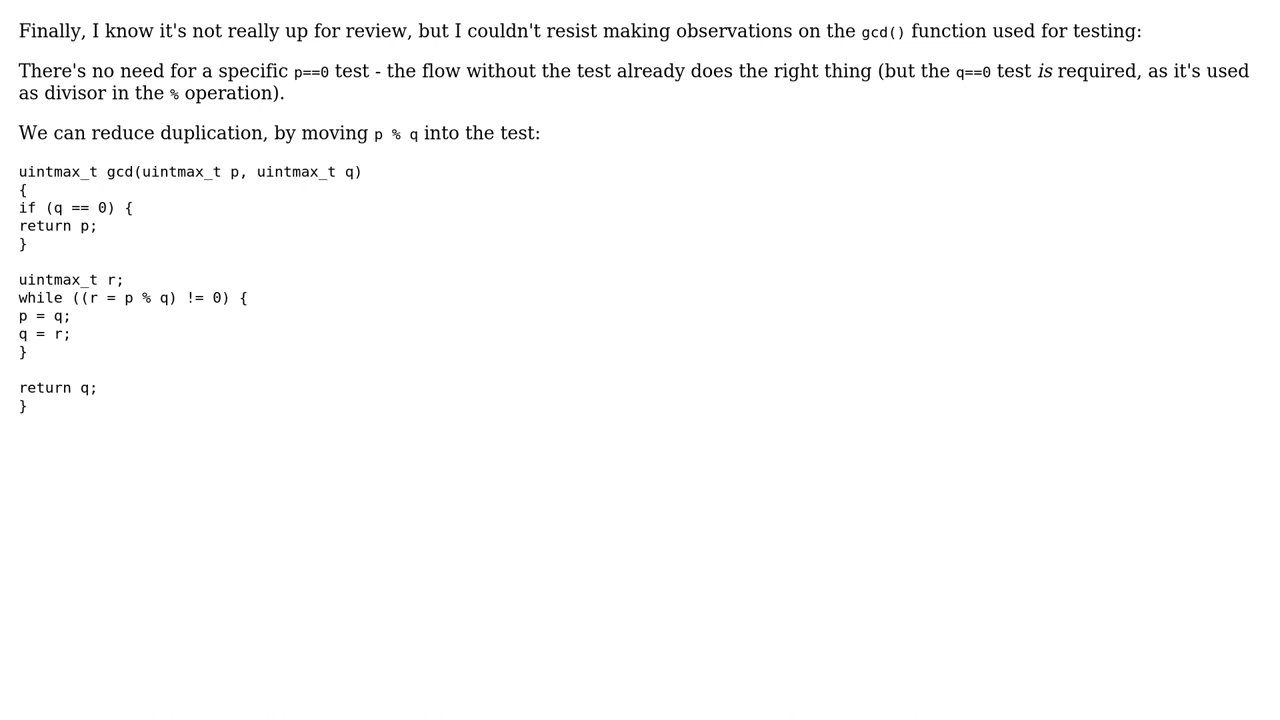 Finally, I know it's not really up for review, but I couldn't resist making observations on the gcd() function used for testing:
There's no need for a specific p==0 test - the flow without the test already does the right thing (but the q==0 test is required, as it's used
as divisor in the % operation).
We can reduce duplication, by moving p % q into the test:
uintmax_t gcd(uintmax_t p, uintmax_t q)
{
if (q == 0) {
return p;
}
uintmax_t r;
while ((r = p % q) != 0) {
p = q;
q = r;
}
return q;
}